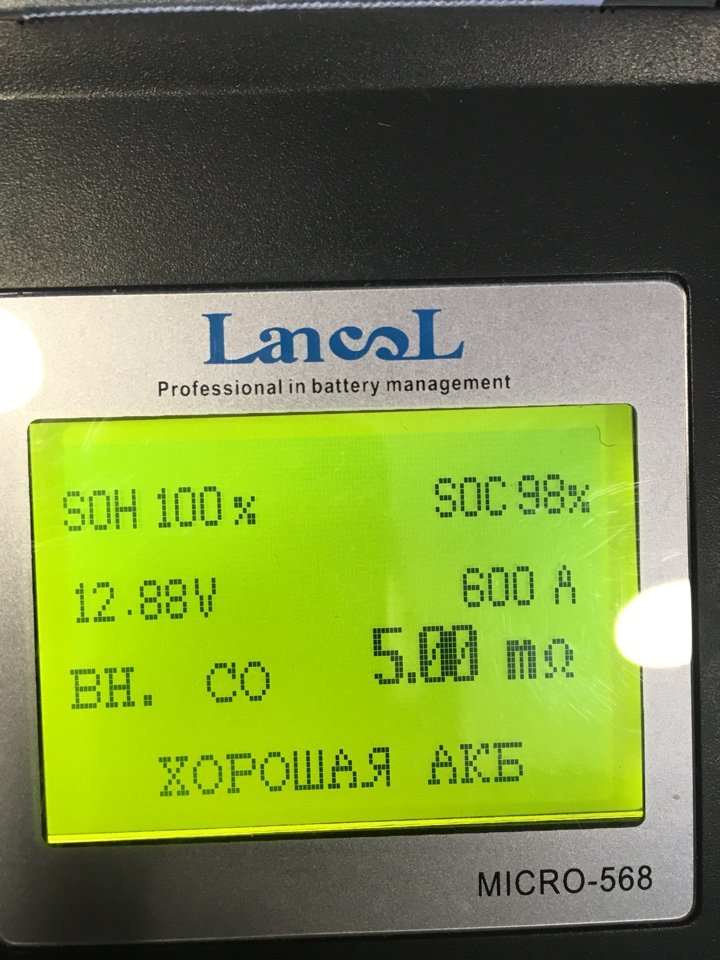 LancoL
Professional in battery management
SOH 100% SOC 98%
12.88V 600 A
ВН. СО 5.00 mΩ
ХОРОШАЯ АКБ
MICRO-568